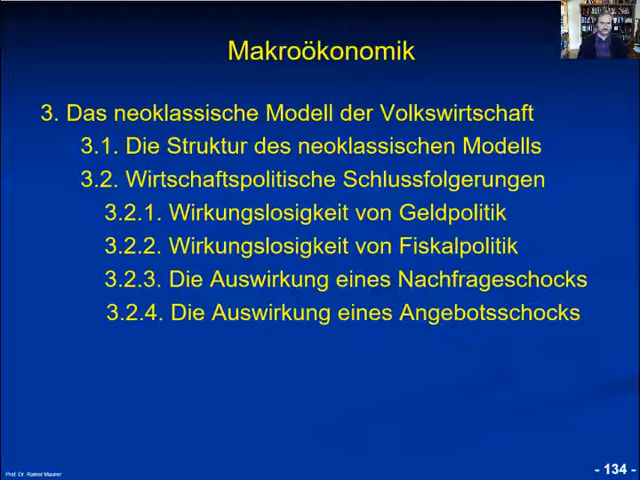 Makroökonomik
3. Das neoklassische Modell der Volkswirtschaft
3.1. Die Struktur des neoklassischen Modells
3.2. Wirtschaftspolitische Schlussfolgerungen
3.2.1. Wirkungslosigkeit von Geldpolitik
3.2.2. Wirkungslosigkeit von Fiskalpolitik
3.2.3. Die Auswirkung eines Nachfrageschocks
3.2.4. Die Auswirkung eines Angebotsschocks
Prof. Dr. Rainer Maurer
- 134 -